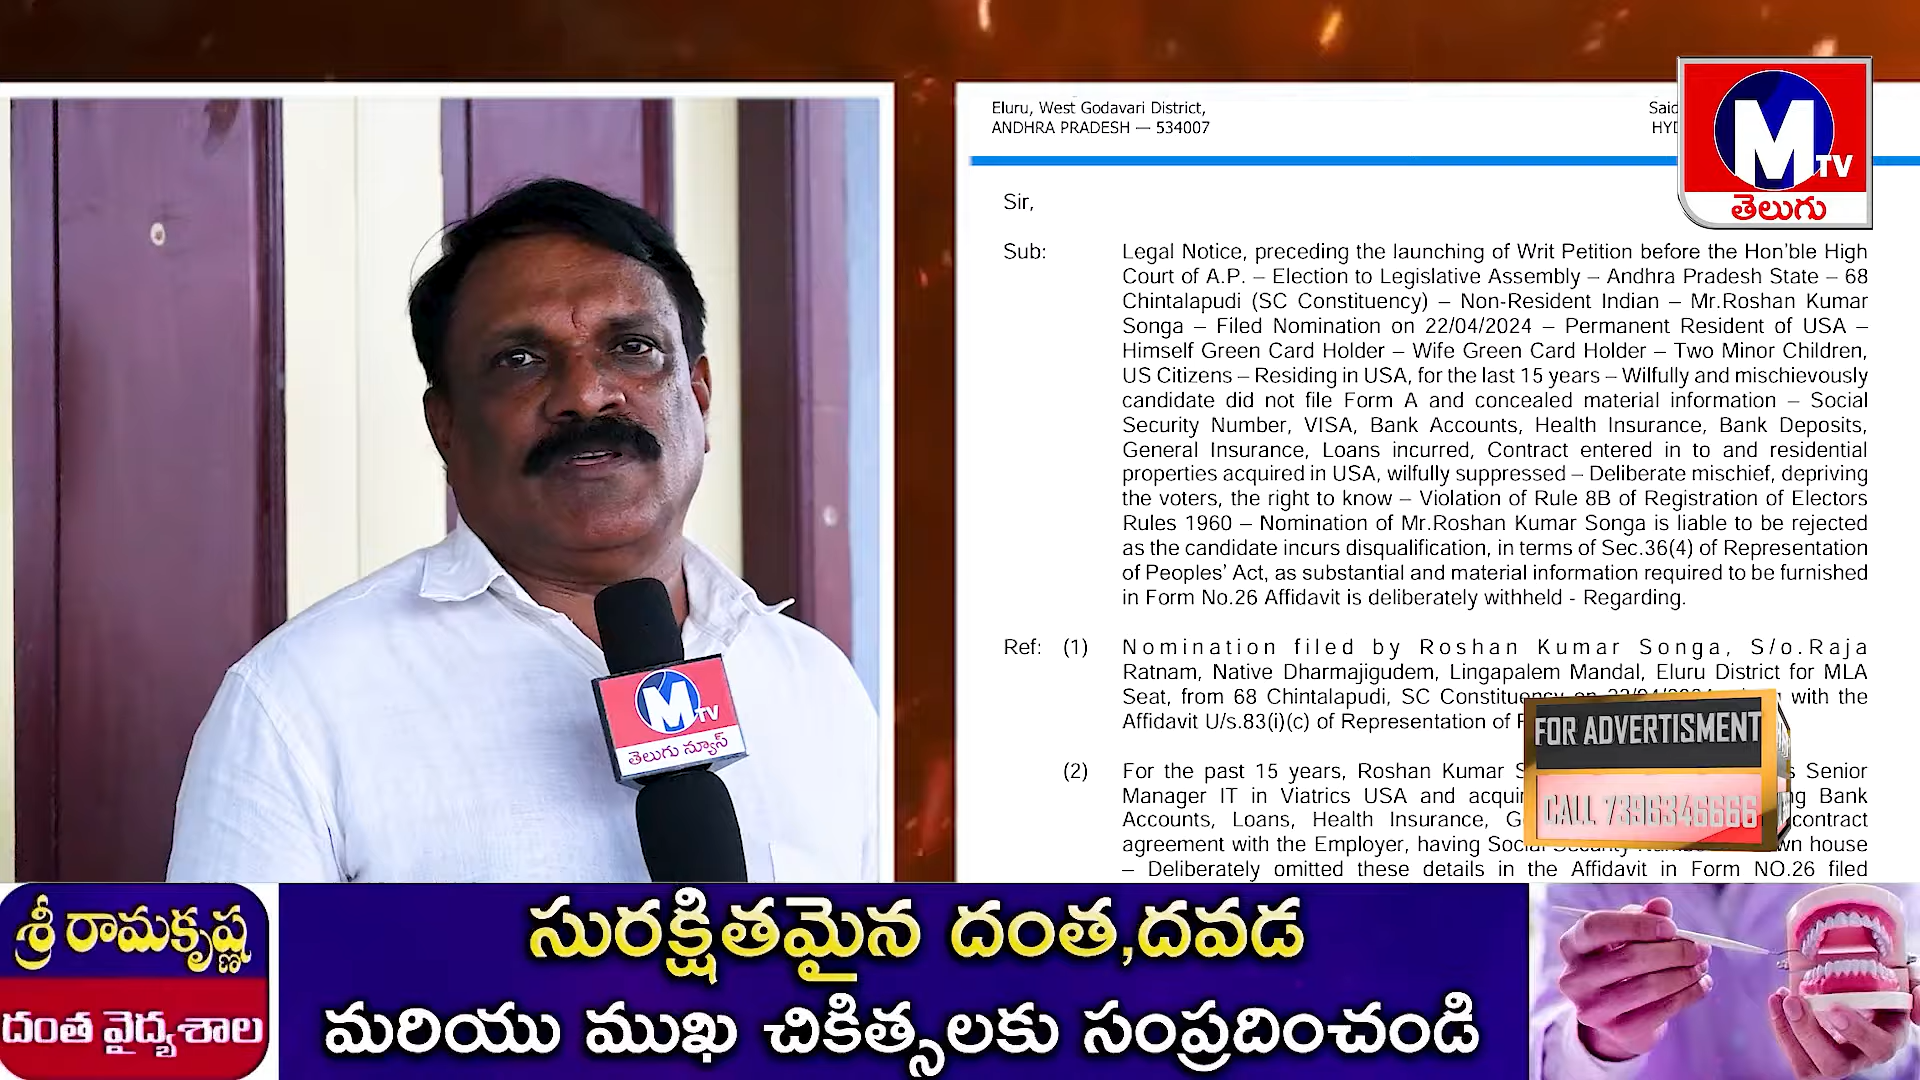 Eluru, West Godavari District,
ANDHRA PRADESH — 534007
Sir,
Sub: Legal Notice, preceding the launching of Writ Petition before the Hon'ble High
Court of A.P. – Election to Legislative Assembly – Andhra Pradesh State – 68
Chintalapudi (SC Constituency) – Non-Resident Indian – Mr.Roshan Kumar
Songa – Filed Nomination on 22/04/2024 – Permanent Resident of USA –
Himself Green Card Holder – Wife Green Card Holder – Two Minor Children,
US Citizens – Residing in USA, for the last 15 years – Wilfully and mischievously
candidate did not file Form A and concealed material information – Social
Security Number, VISA, Bank Accounts, Health Insurance, Bank Deposits,
General Insurance, Loans incurred, Contract entered in to and residential
properties acquired in USA, wilfully suppressed – Deliberate mischief, depriving
the voters, the right to know – Violation of Rule 8B of Registration of Electors
Rules 1960 – Nomination of Mr.Roshan Kumar Songa is liable to be rejected
as the candidate incurs disqualification, in terms of Sec.36(4) of Representation
of Peoples' Act, as substantial and material information required to be furnished
in Form No.26 Affidavit is deliberately withheld - Regarding.
Ref: (1) Nomination filed by Roshan Kumar Songa, S/o.Raja
Ratnam, Native Dharmajigudem, Lingapalem Mandal, Eluru District for MLA
Seat, from 68 Chintalapudi, SC Constituency on with the
Affidavit U/s.83(i)(c) of Representation of
(2) For the past 15 years, Roshan Kumar Senior
Manager IT in Viatris USA and Bank
Accounts, Loans, Health Insurance, contract
agreement with the Employer, having Social house
– Deliberately omitted these details in the Affidavit in Form NO.26 filed
M TV
తెలుగు
M TV
తెలుగు న్యూస్
FOR ADVERTISMENT
CALL 7396346666
శ్రీ రామకృష్ణ
దంత వైద్యశాల
సురక్షితమైన దంత,దవడ
మరియు ముఖ చికిత్సలకు సంప్రదించండి